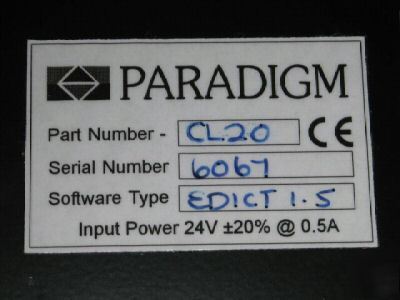 PARADIGM
Part Number - CL20 CE
Serial Number 6067
Software Type EDICT 1.5
Input Power 24V ±20% @ 0.5A